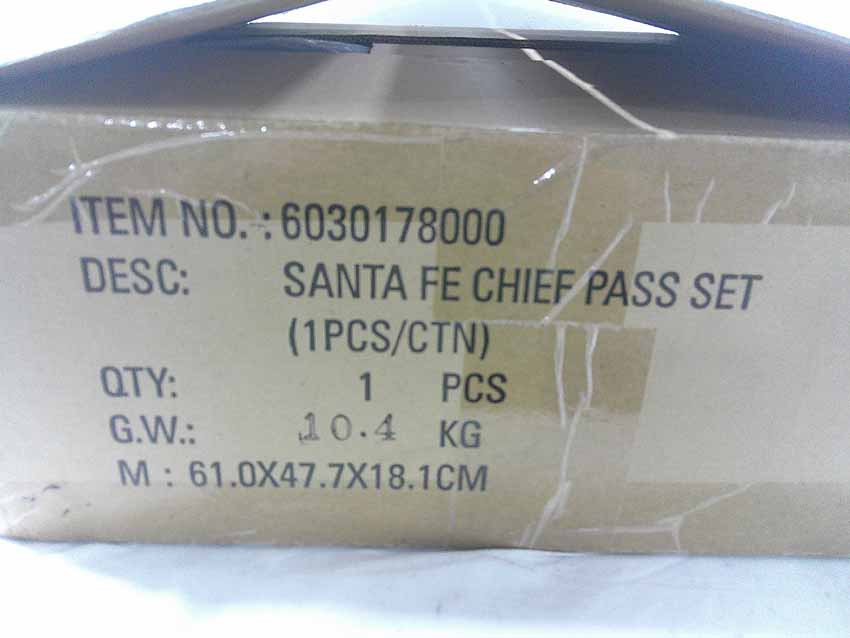 ITEM NO. : 6030178000
DESC: SANTA FE CHIEF PASS SET
(1PCS/CTN)
QTY: 1 PCS
G.W.: 10.4 KG
M : 61.0X47.7X18.1CM